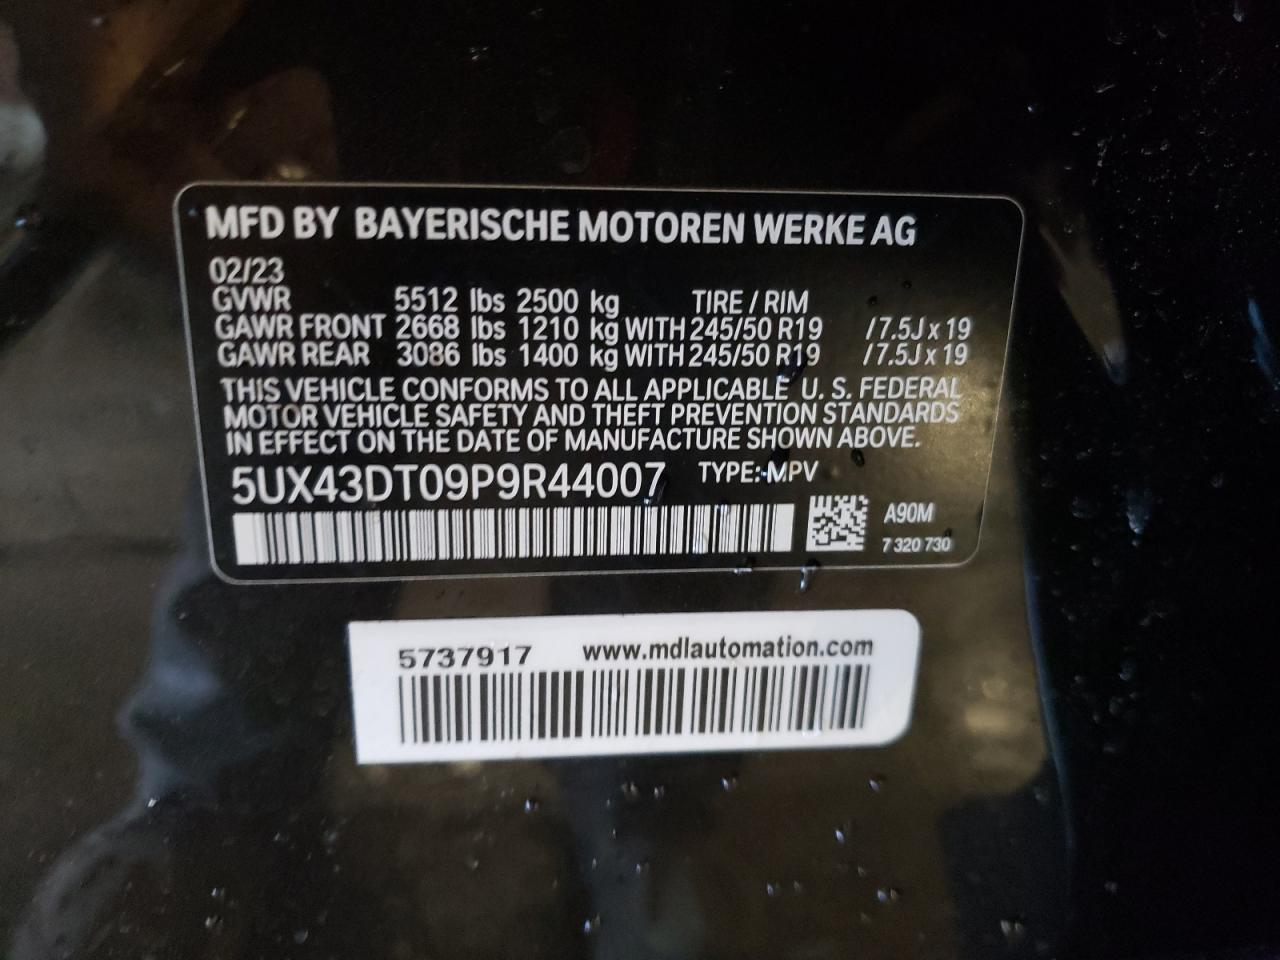 MFD BY BAYERISCHE MOTOREN WERKE AG
02/23
GVWR 5512 lbs 2500 kg TIRE / RIM
GAWR FRONT 2668 lbs 1210 kg WITH 245/50 R19 /7.5J x 19
GAWR REAR 3086 lbs 1400 kg WITH 245/50 R19 /7.5J x 19
THIS VEHICLE CONFORMS TO ALL APPLICABLE U. S. FEDERAL
MOTOR VEHICLE SAFETY AND THEFT PREVENTION STANDARDS
IN EFFECT ON THE DATE OF MANUFACTURE SHOWN ABOVE.
5UX43DT09P9R44007 TYPE: MPV
A90M
7 320 730
5737917 www.mdlautomation.com